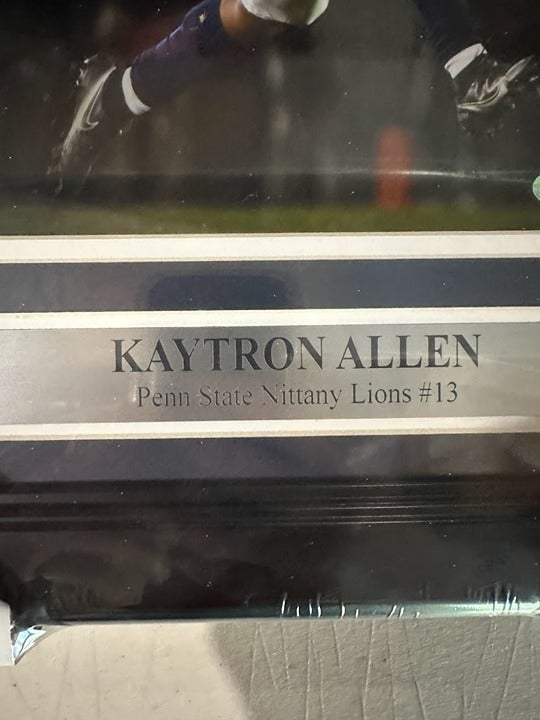 KAYTRON ALLEN
Penn State Nittany Lions #13